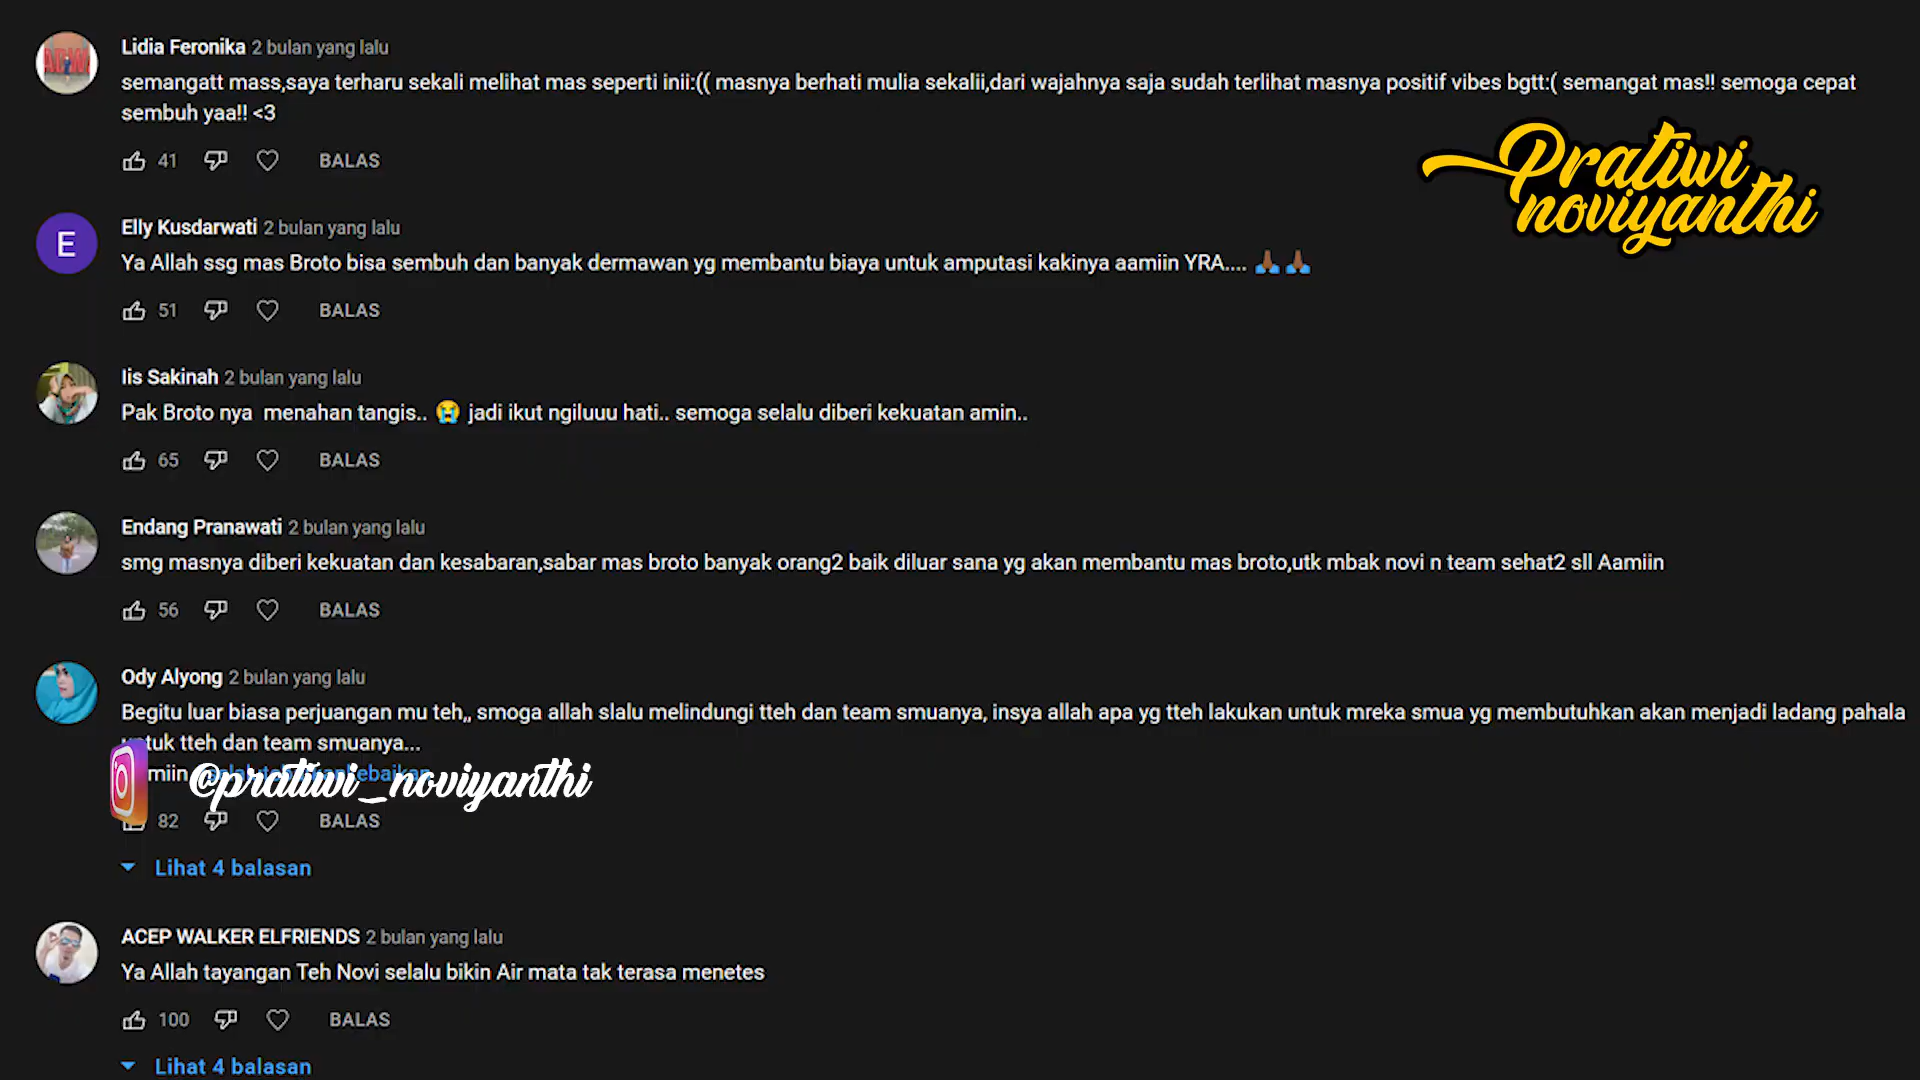 Lidia Feronika 2 bulan yang lalu
semangatt mass,saya terharu sekali melihat mas seperti inii:(( masnya berhati mulia sekalii,dari wajahnya saja sudah terlihat masnya positif vibes bgtt:( semangat mas!! semoga cepat
sembuh yaa!! <3
41 BALAS
Pratiwi
noviyanthi
E
Elly Kusdarwati 2 bulan yang lalu
Ya Allah ssg mas Broto bisa sembuh dan banyak dermawan yg membantu biaya untuk amputasi kakinya aamiin YRA.... 🙏🏾🙏🏾
51 BALAS
Iis Sakinah 2 bulan yang lalu
Pak Broto nya  menahan tangis.. 😭 jadi ikut ngiluuu hati.. semoga selalu diberi kekuatan amin..
65 BALAS
Endang Pranawati 2 bulan yang lalu
smg masnya diberi kekuatan dan kesabaran,sabar mas broto banyak orang2 baik diluar sana yg akan membantu mas broto,utk mbak novi n team sehat2 sll Aamiin
56 BALAS
Ody Alyong 2 bulan yang lalu
Begitu luar biasa perjuangan mu teh,, smoga allah slalu melindungi tteh dan team smuanya, insya allah apa yg tteh lakukan untuk mreka smua yg membutuhkan akan menjadi ladang pahala
untuk tteh dan team smuanya...
@pratiwi_noviyanthi
82 BALAS
Lihat 4 balasan
ACEP WALKER ELFRIENDS 2 bulan yang lalu
Ya Allah tayangan Teh Novi selalu bikin Air mata tak terasa menetes
100 BALAS
Lihat 4 balasan